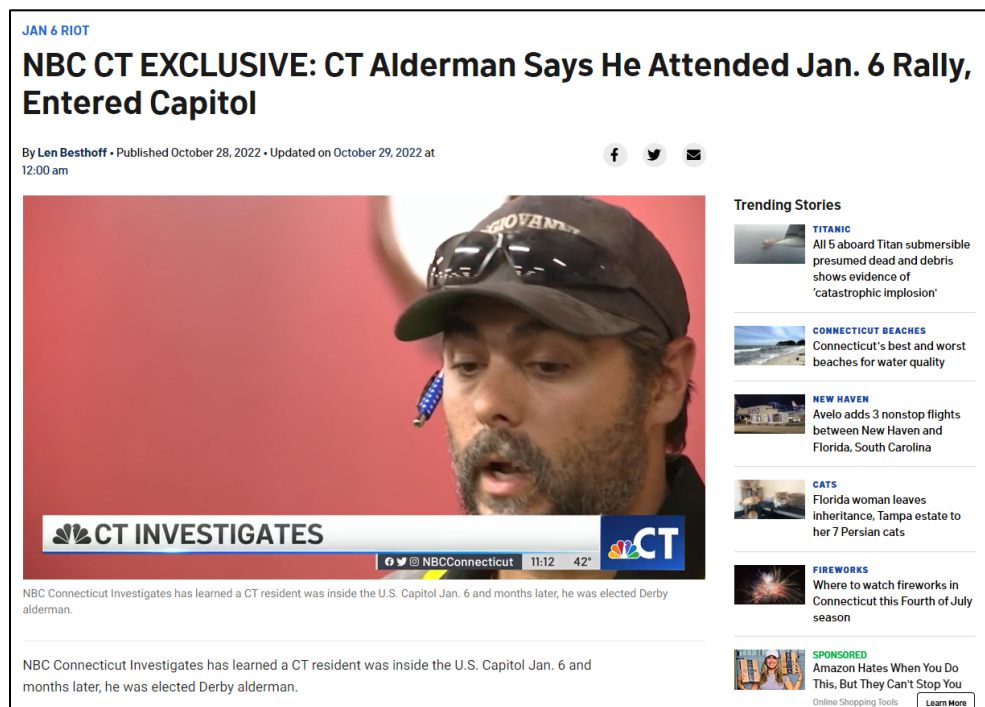 JAN 6 RIOT
NBC CT EXCLUSIVE: CT Alderman Says He Attended Jan. 6 Rally,
Entered Capitol
By Len Besthoff • Published October 28, 2022 • Updated on October 29, 2022 at
12:00 am
GIOVANNI
CT INVESTIGATES
CT
NBCConnecticut 11:12 42°
NBC Connecticut Investigates has learned a CT resident was inside the U.S. Capitol Jan. 6 and months later, he was elected Derby
alderman.
NBC Connecticut Investigates has learned a CT resident was inside the U.S. Capitol Jan. 6 and
months later, he was elected Derby alderman.
Trending Stories
TITANIC
All 5 aboard Titan submersible
presumed dead and debris
shows evidence of
‘catastrophic implosion’
CONNECTICUT BEACHES
Connecticut's best and worst
beaches for water quality
NEW HAVEN
Avelo adds 3 nonstop flights
between New Haven and
Florida, South Carolina
CATS
Florida woman leaves
inheritance, Tampa estate to
her 7 Persian cats
FIREWORKS
Where to watch fireworks in
Connecticut this Fourth of July
season
SPONSORED
Amazon Hates When You Do
This, But They Can't Stop You
Online Shopping Tools
Learn More